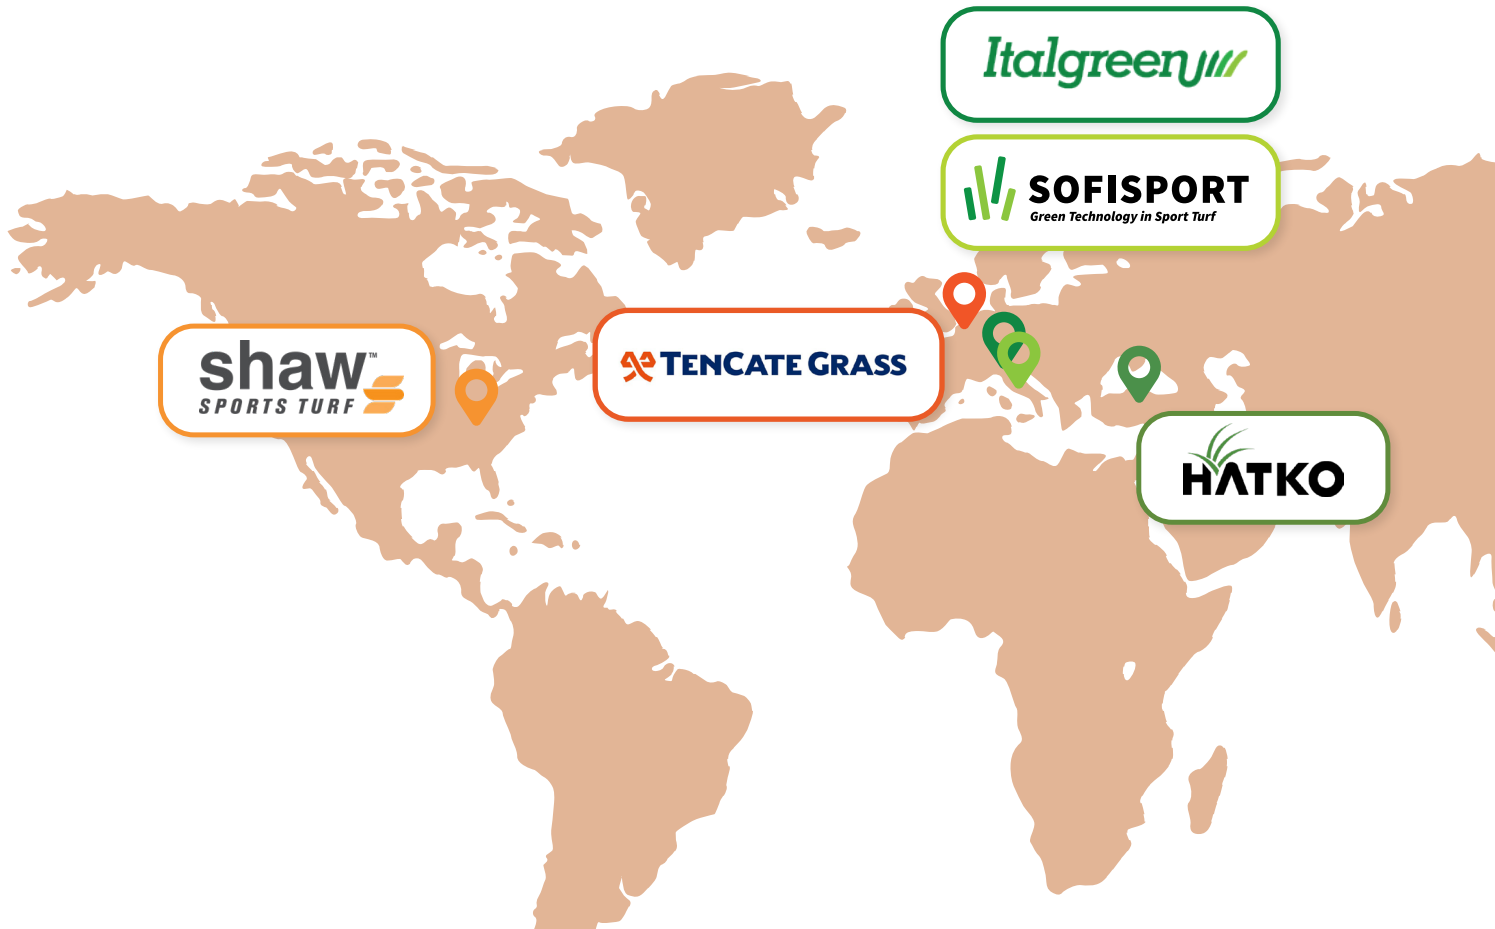 Italgreen
SOFISPORT
Green Technology in Sport Turf
shaw™
SPORTS TURF
TENCATE GRASS
HATKO